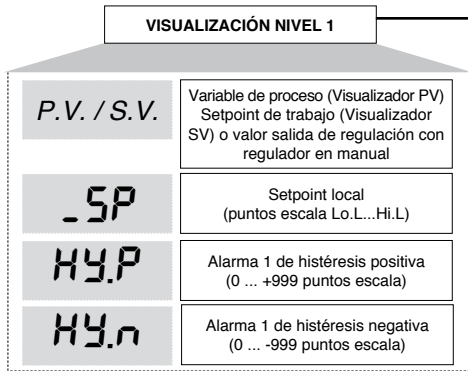 VISUALIZACIÓN NIVEL 1
P.V. / S.V.
Variable de proceso (Visualizador PV)
Setpoint de trabajo (Visualizador
SV) o valor salida de regulación con
regulador en manual
_SP
Setpoint local
(puntos escala Lo.L...Hi.L)
HY.P
Alarma 1 de histéresis positiva
(0 ... +999 puntos escala)
HY.n
Alarma 1 de histéresis negativa
(0 ... -999 puntos escala)